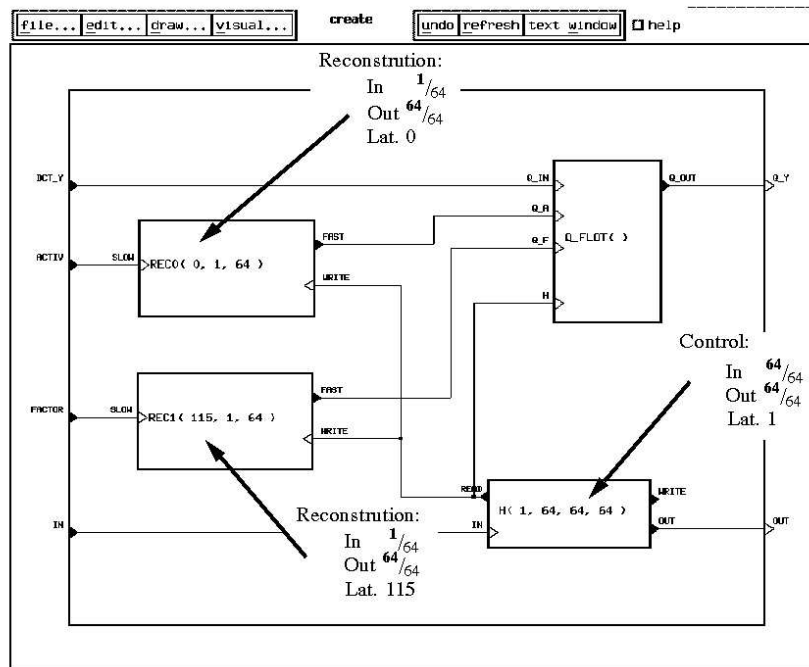 file... edit... draw... visual... create undo refresh text window help
Reconstrution:
In 1/64
Out 64/64
Lat. 0
DCT_Y
Q_IN
Q_OUT
Q_Y
Q_A
FAST
Q_F
Q_FLOT( )
ACTIV
SLOW
REC0( 0, 1, 64 )
WRITE
H
Control:
In 64/64
Out 64/64
Lat. 1
FAST
FACTOR
SLOW
REC1( 115, 1, 64 )
WRITE
READ
WRITE
H( 1, 64, 64, 64 )
IN
IN
OUT
OUT
Reconstrution:
In 1/64
Out 64/64
Lat. 115